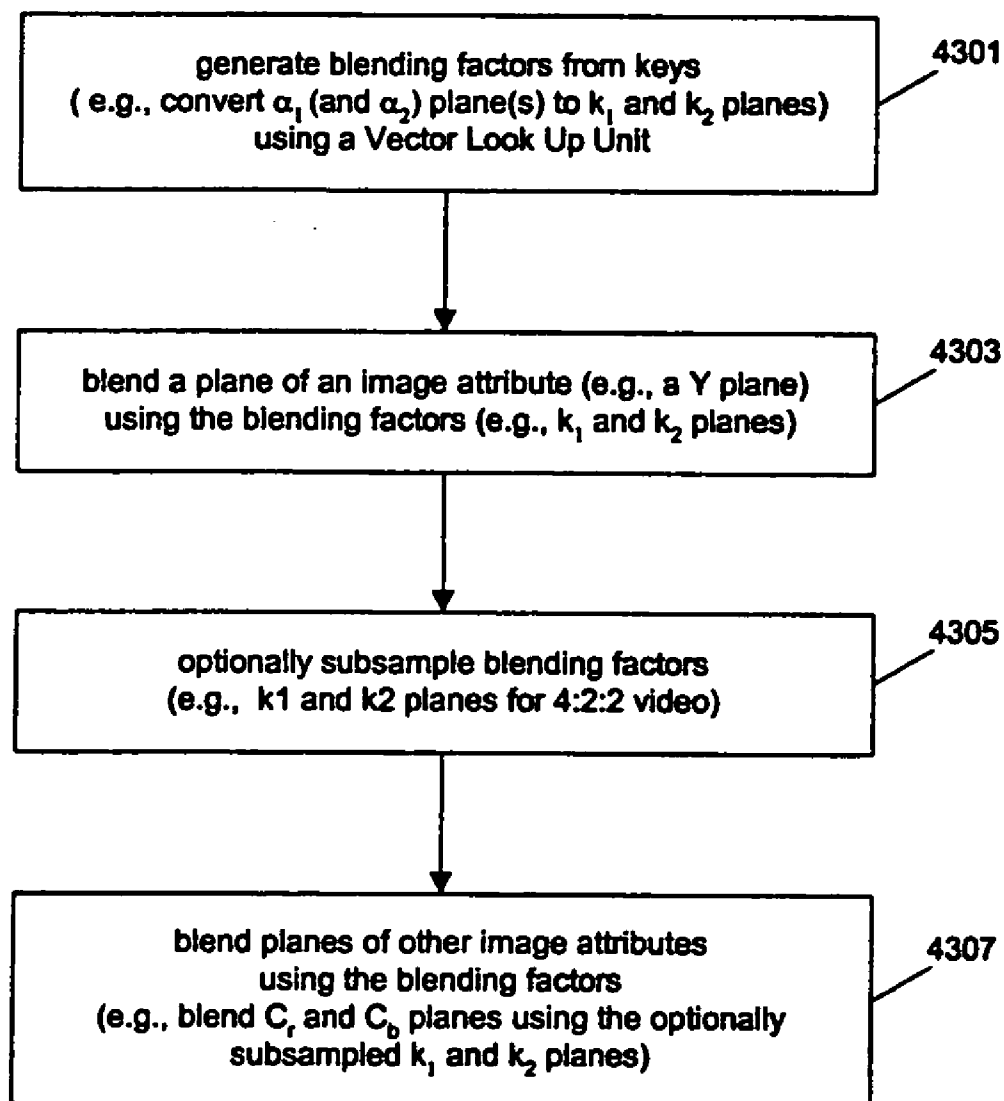 generate blending factors from keys
( e.g., convert α₁ (and α₂) plane(s) to k₁ and k₂ planes)
using a Vector Look Up Unit
4301
blend a plane of an image attribute (e.g., a Y plane)
using the blending factors (e.g., k₁ and k₂ planes)
4303
optionally subsample blending factors
(e.g., k1 and k2 planes for 4:2:2 video)
4305
blend planes of other image attributes
using the blending factors
(e.g., blend Cᵣ and C_b planes using the optionally
subsampled k₁ and k₂ planes)
4307